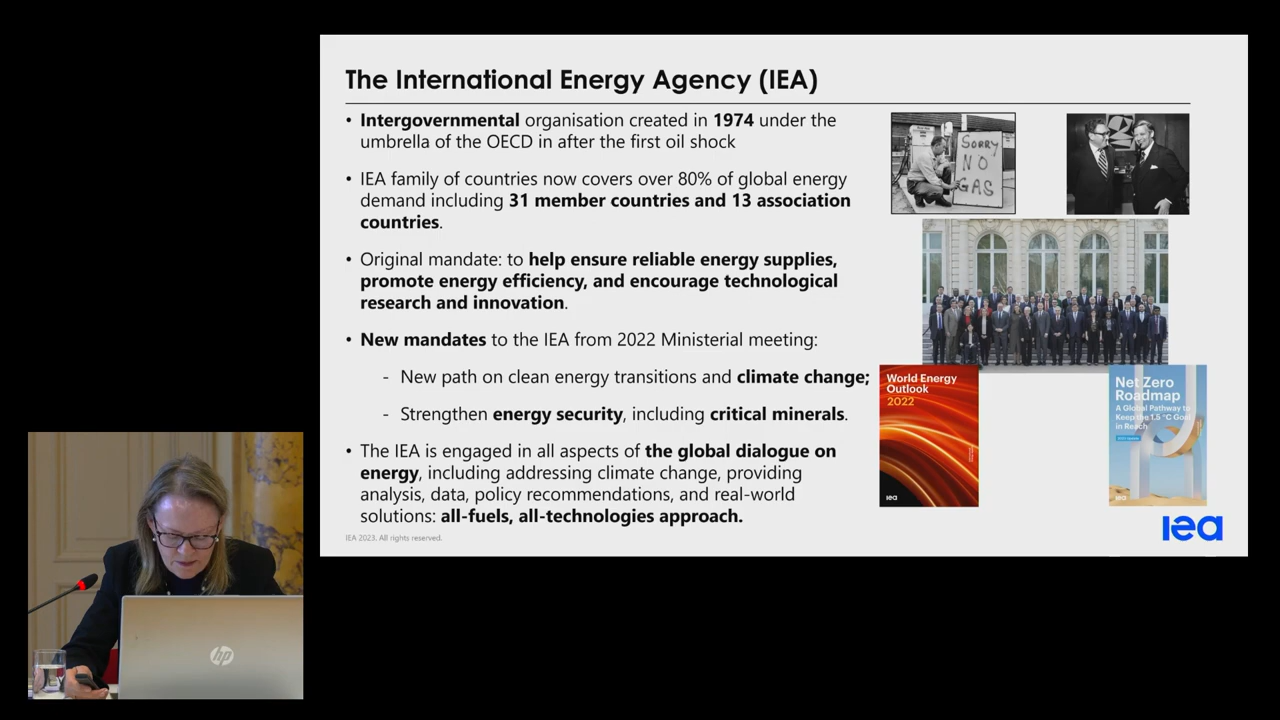 The International Energy Agency (IEA)
• Intergovernmental organisation created in 1974 under the
umbrella of the OECD in after the first oil shock
• IEA family of countries now covers over 80% of global energy
demand including 31 member countries and 13 association
countries.
• Original mandate: to help ensure reliable energy supplies,
promote energy efficiency, and encourage technological
research and innovation.
• New mandates to the IEA from 2022 Ministerial meeting:
- New path on clean energy transitions and climate change;
- Strengthen energy security, including critical minerals.
• The IEA is engaged in all aspects of the global dialogue on
energy, including addressing climate change, providing
analysis, data, policy recommendations, and real-world
solutions: all-fuels, all-technologies approach.
IEA 2023. All rights reserved.
SORRY
NO
GAS
World Energy
Outlook
2022
iea
Net Zero
Roadmap
A Global Pathway to
Keep the 1.5 °C Goal
in Reach
iea
iea
hp